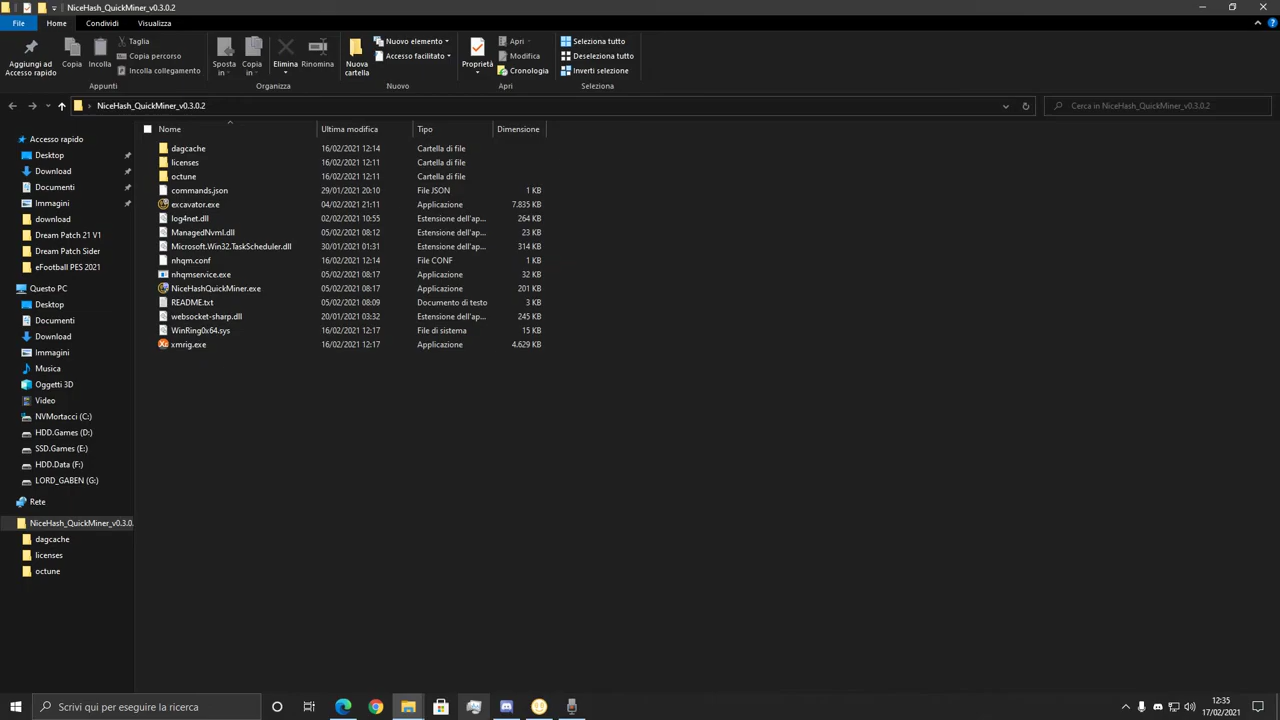 NiceHash_QuickMiner_v0.3.0.2
File Home Condividi Visualizza
Aggiungi ad Accesso rapido
Copia
Incolla
Taglia
Copia percorso
Incolla collegamento
Appunti
Sposta in
Copia in
Elimina
Rinomina
Organizza
Nuova cartella
Nuovo elemento
Accesso facilitato
Nuovo
Proprietà
Apri
Modifica
Cronologia
Apri
Seleziona tutto
Deseleziona tutto
Inverti selezione
Seleziona
NiceHash_QuickMiner_v0.3.0.2
Cerca in NiceHash_QuickMiner_v0.3.0.2
Accesso rapido
Desktop
Download
Documenti
Immagini
download
Dream Patch 21 V1
Dream Patch Sider
eFootball PES 2021
Questo PC
Desktop
Documenti
Download
Immagini
Musica
Oggetti 3D
Video
NVMortacci (C:)
HDD.Games (D:)
SSD.Games (E:)
HDD.Data (F:)
LORD_GABEN (G:)
Rete
NiceHash_QuickMiner_v0.3.0.
dagcache
licenses
octune
Nome Ultima modifica Tipo Dimensione
dagcache 16/02/2021 12:14 Cartella di file
licenses 16/02/2021 12:11 Cartella di file
octune 16/02/2021 12:11 Cartella di file
commands.json 29/01/2021 20:10 File JSON 1 KB
excavator.exe 04/02/2021 21:11 Applicazione 7.835 KB
log4net.dll 02/02/2021 10:55 Estensione dell'ap... 264 KB
ManagedNvml.dll 05/02/2021 08:12 Estensione dell'ap... 23 KB
Microsoft.Win32.TaskScheduler.dll 30/01/2021 01:31 Estensione dell'ap... 314 KB
nhqm.conf 16/02/2021 12:14 File CONF 1 KB
nhqmservice.exe 05/02/2021 08:17 Applicazione 32 KB
NiceHashQuickMiner.exe 05/02/2021 08:17 Applicazione 201 KB
README.txt 05/02/2021 08:09 Documento di testo 3 KB
websocket-sharp.dll 20/01/2021 03:32 Estensione dell'ap... 245 KB
WinRing0x64.sys 16/02/2021 12:17 File di sistema 15 KB
xmrig.exe 16/02/2021 12:17 Applicazione 4.629 KB
Scrivi qui per eseguire la ricerca
12:35
17/02/2021